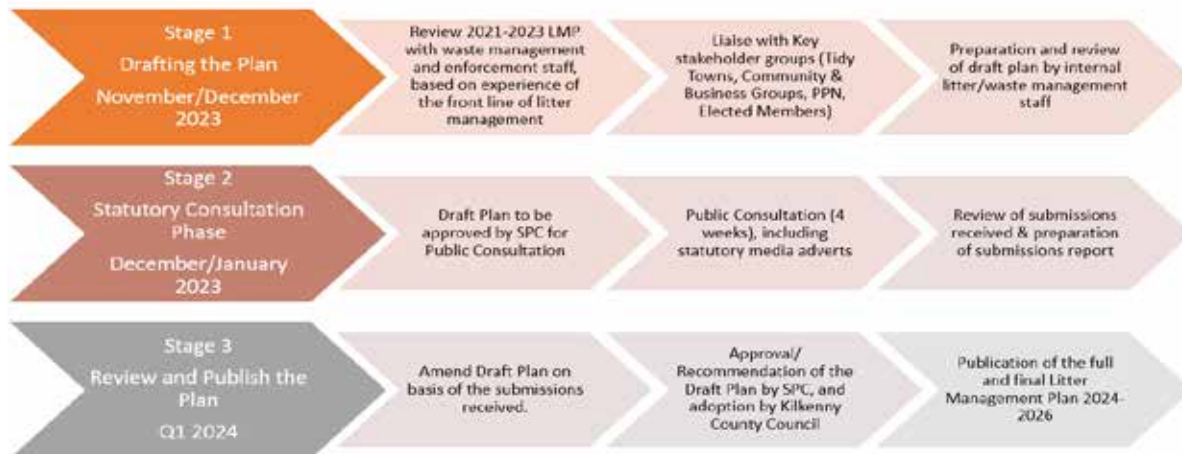 Stage 1
Drafting the Plan
November/December
2023
Review 2021-2023 LMP
with waste management
and enforcement staff,
based on experience of
the front line of litter
management
Liaise with Key
stakeholder groups (Tidy
Towns, Community &
Business Groups, PPN,
Elected Members)
Preparation and review
of draft plan by internal
litter/waste management
staff
Stage 2
Statutory Consultation
Phase
December/January
2023
Draft Plan to be
approved by SPC for
Public Consultation
Public Consultation (4
weeks), including
statutory media adverts
Review of submissions
received & preparation
of submissions report
Stage 3
Review and Publish the
Plan
Q1 2024
Amend Draft Plan on
basis of the submissions
received.
Approval/
Recommendation of the
Draft Plan by SPC, and
adoption by Kilkenny
County Council
Publication of the full
and final Litter
Management Plan 2024-
2026